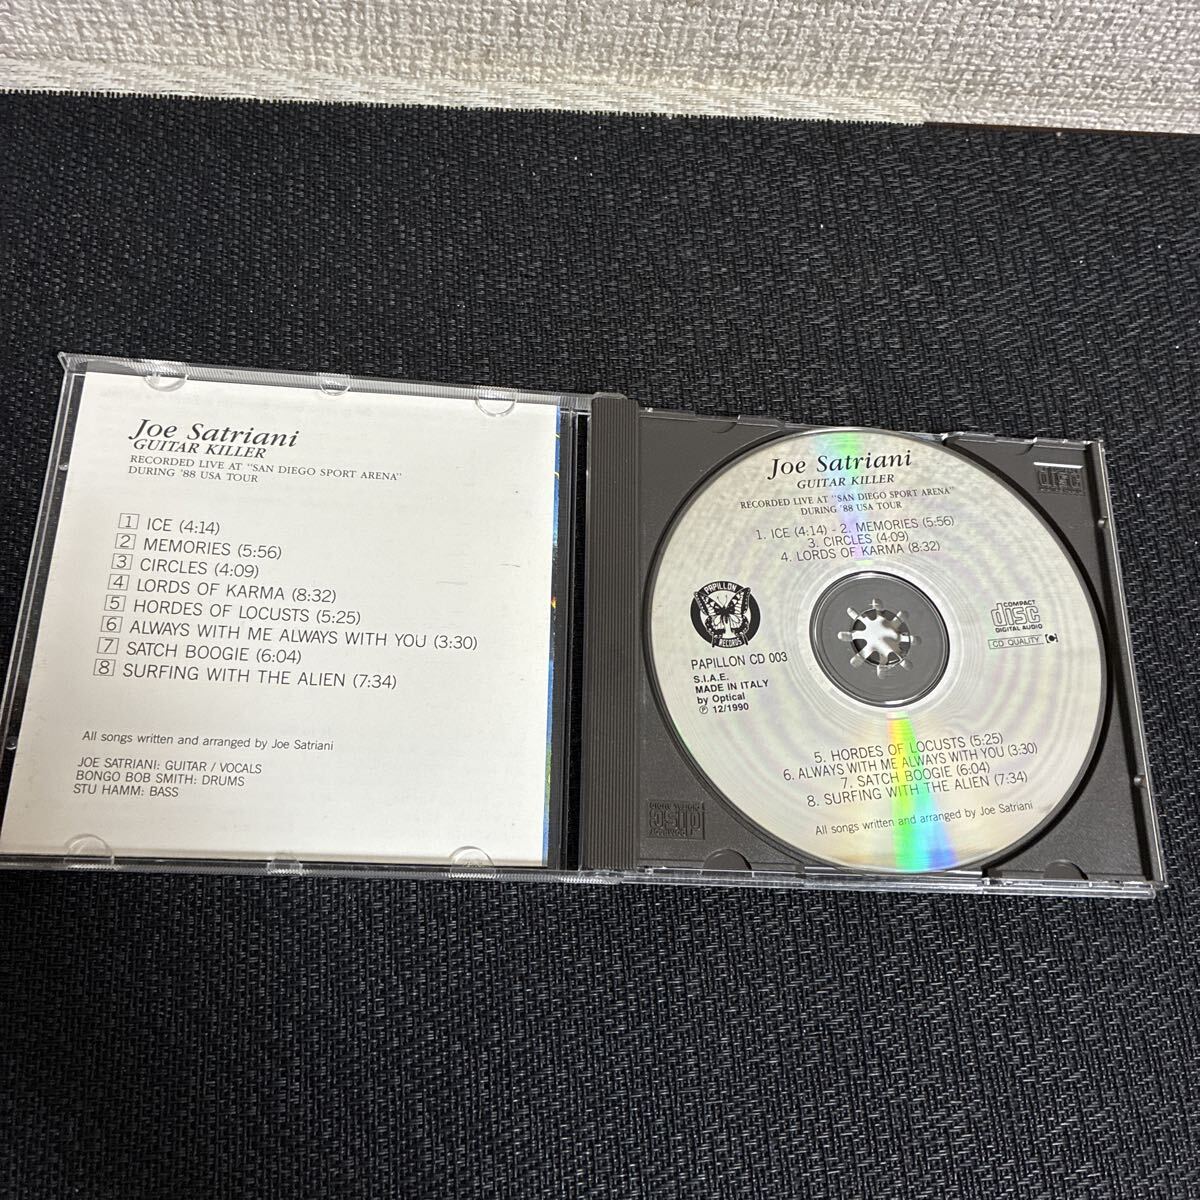 Joe Satriani
GUITAR KILLER
RECORDED LIVE AT "SAN DIEGO SPORT ARENA"
DURING '88 USA TOUR
1 ICE (4:14)
2 MEMORIES (5:56)
3 CIRCLES (4:09)
4 LORDS OF KARMA (8:32)
5 HORDES OF LOCUSTS (5:25)
6 ALWAYS WITH ME ALWAYS WITH YOU (3:30)
7 SATCH BOOGIE (6:04)
8 SURFING WITH THE ALIEN (7:34)
All songs written and arranged by Joe Satriani
JOE SATRIANI: GUITAR / VOCALS
BONGO BOB SMITH: DRUMS
STU HAMM: BASS
Joe Satriani
GUITAR KILLER
RECORDED LIVE AT "SAN DIEGO SPORT ARENA"
DURING '88 USA TOUR
1. ICE (4:14) - 2. MEMORIES (5:56)
3. CIRCLES (4:09)
4. LORDS OF KARMA (8:32)
PAPILLON
RECORDS
PAPILLON CD 003
S.I.A.E.
MADE IN ITALY
by Optical
℗ 12/1990
COMPACT
disc
DIGITAL AUDIO
CD QUALITY
5. HORDES OF LOCUSTS (5:25)
6. ALWAYS WITH ME ALWAYS WITH YOU (3:30)
7. SATCH BOOGIE (6:04)
8. SURFING WITH THE ALIEN (7:34)
All songs written and arranged by Joe Satriani
disc
COMPACT
disc
DIGITAL AUDIO